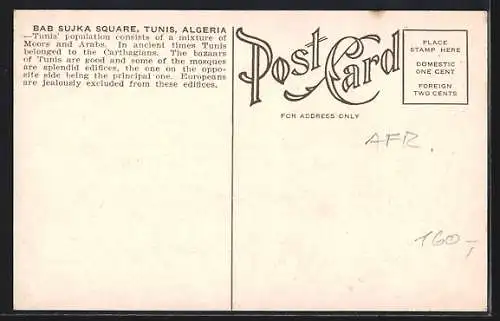 BAB SUJKA SQUARE, TUNIS, ALGERIA
—Tunis' population consists of a mixture of
Moors and Arabs. In ancient times Tunis
belonged to the Carthagians. The bazaars
of Tunis are good and some of the mosques
are splendid edifices, the one on the oppo-
site side being the principal one. Europeans
are jealously excluded from these edifices.
Post Card
FOR ADDRESS ONLY
PLACE
STAMP HERE
DOMESTIC
ONE CENT
FOREIGN
TWO CENTS
AFR.
160,-